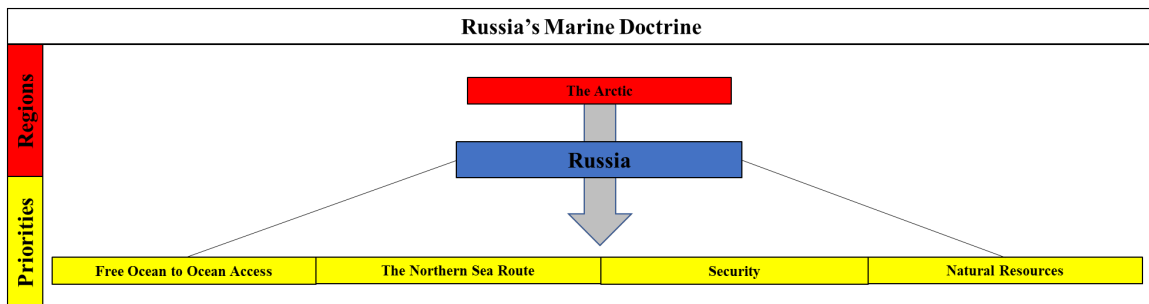 Russia's Marine Doctrine
Regions
The Arctic
Russia
Priorities
Free Ocean to Ocean Access
The Northern Sea Route
Security
Natural Resources